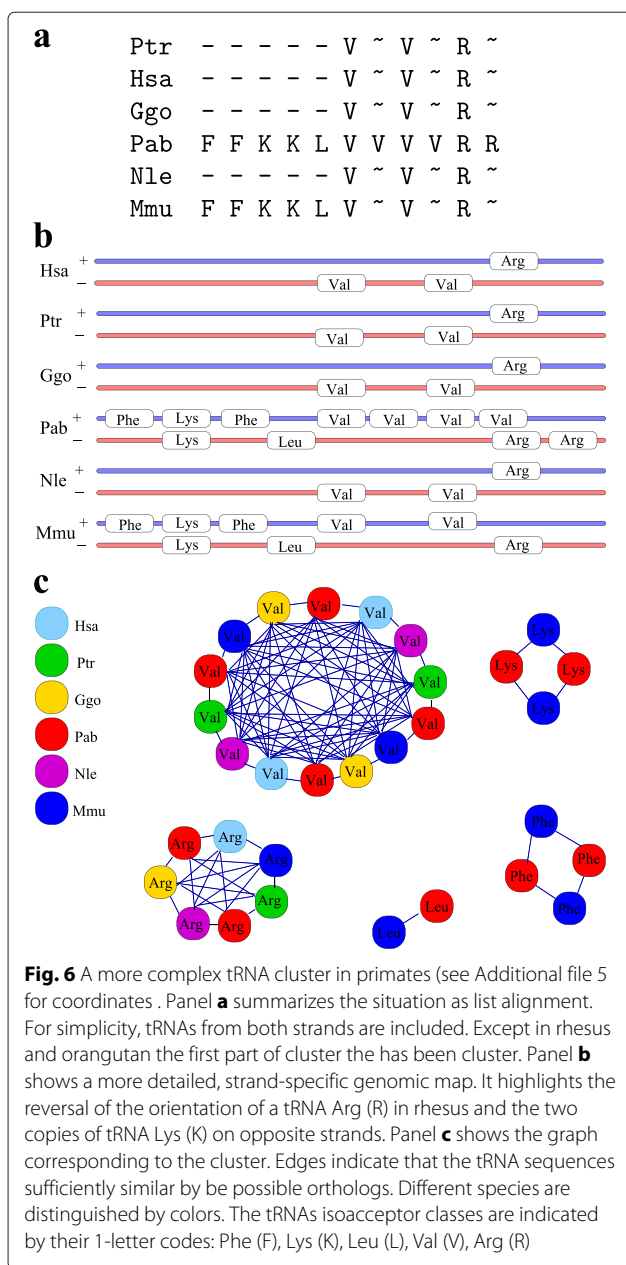 a
Ptr - - - - - V ~ V ~ R ~
Hsa - - - - - V ~ V ~ R ~
Ggo - - - - - V ~ V ~ R ~
Pab F F K K L V V V V R R
Nle - - - - - V ~ V ~ R ~
Mmu F F K K L V ~ V ~ R ~
b
Hsa + Arg
− Val Val
Ptr + Arg
− Val Val
Ggo + Arg
− Val Val
Pab + Phe Lys Phe Val Val Val Val
− Lys Leu Arg Arg
Nle + Arg
− Val Val
Mmu + Phe Lys Phe Val Val
− Lys Leu Arg
c
Hsa
Ptr
Ggo
Pab
Nle
Mmu
Val Val Val
Val Val
Val Val
Val Val
Val Val
Val Val Val
Lys
Lys Lys
Lys
Arg Arg
Arg Arg
Arg
Arg Arg
Leu Leu
Phe
Phe Phe
Phe
Fig. 6 A more complex tRNA cluster in primates (see Additional file 5
for coordinates . Panel a summarizes the situation as list alignment.
For simplicity, tRNAs from both strands are included. Except in rhesus
and orangutan the first part of cluster the has been cluster. Panel b
shows a more detailed, strand-specific genomic map. It highlights the
reversal of the orientation of a tRNA Arg (R) in rhesus and the two
copies of tRNA Lys (K) on opposite strands. Panel c shows the graph
corresponding to the cluster. Edges indicate that the tRNA sequences
sufficiently similar by be possible orthologs. Different species are
distinguished by colors. The tRNAs isoacceptor classes are indicated
by their 1-letter codes: Phe (F), Lys (K), Leu (L), Val (V), Arg (R)